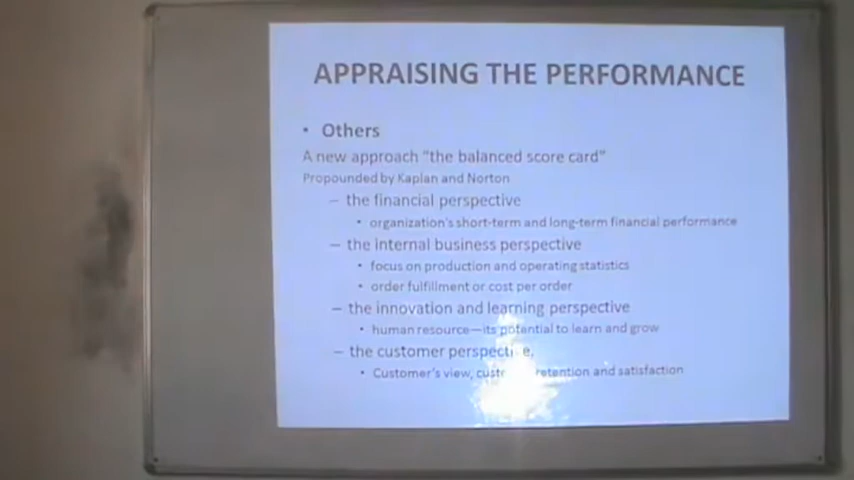 APPRAISING THE PERFORMANCE
• Others
A new approach "the balanced score card"
Propounded by Kaplan and Norton
– the financial perspective
• organization's short-term and long-term financial performance
– the internal business perspective
• focus on production and operating statistics
• order fulfillment or cost per order
– the innovation and learning perspective
• human resource—its potential to learn and grow
– the customer perspective,
• Customer's view, retention and satisfaction